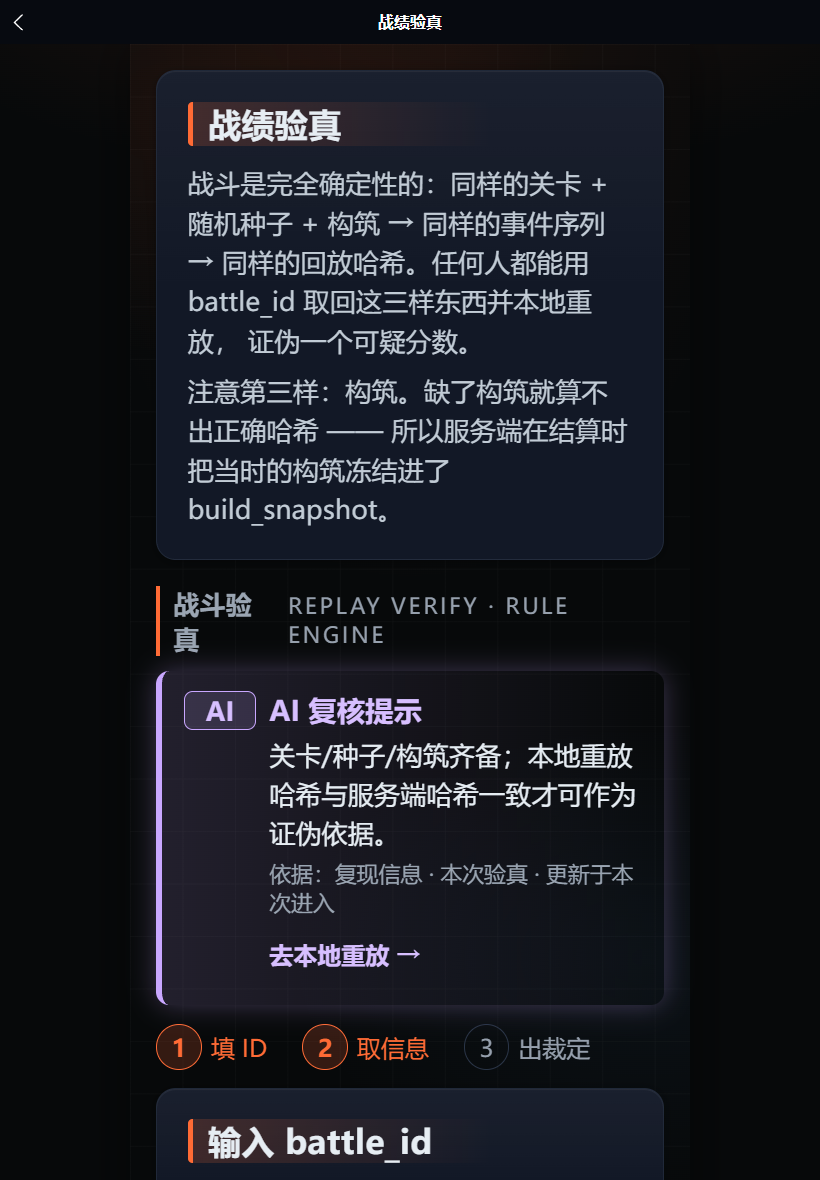 战绩验真
战绩验真
战斗是完全确定性的：同样的关卡 +
随机种子 + 构筑 → 同样的事件序列
→ 同样的回放哈希。任何人都能用
battle_id 取回这三样东西并本地重
放， 证伪一个可疑分数。
注意第三样：构筑。缺了构筑就算不
出正确哈希 —— 所以服务端在结算时
把当时的构筑冻结进了
build_snapshot。
战斗验
真
REPLAY VERIFY · RULE
ENGINE
AI
AI 复核提示
关卡/种子/构筑齐备；本地重放
哈希与服务端哈希一致才可作为
证伪依据。
依据：复现信息 · 本次验真 · 更新于本
次进入
去本地重放 →
1 填 ID 2 取信息 3 出裁定
输入 battle_id